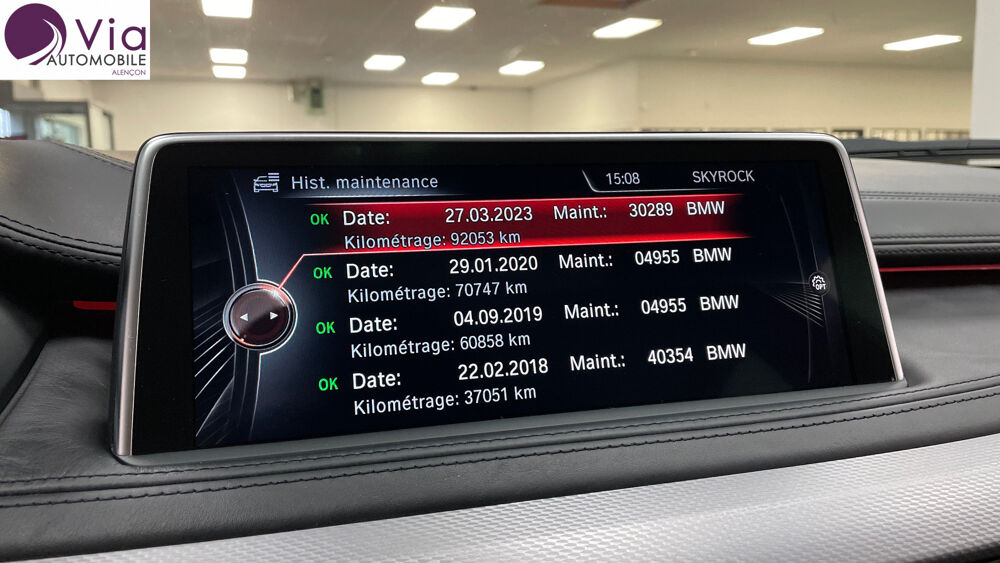 Via
AUTOMOBILE
ALENÇON
Hist. maintenance 15:08 SKYROCK
OK Date: 27.03.2023 Maint.: 30289 BMW
Kilométrage: 92053 km
OK Date: 29.01.2020 Maint.: 04955 BMW
Kilométrage: 70747 km
OK Date: 04.09.2019 Maint.: 04955 BMW
Kilométrage: 60858 km
OK Date: 22.02.2018 Maint.: 40354 BMW
Kilométrage: 37051 km
OPT